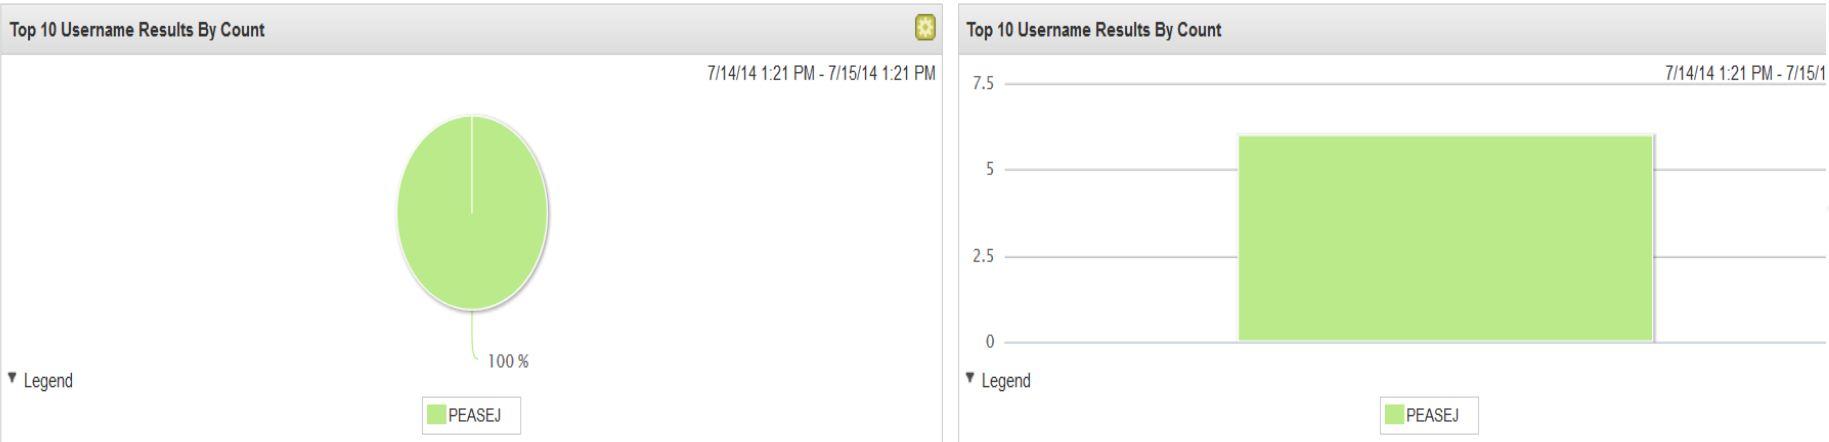 Top 10 Username Results By Count
7/14/14 1:21 PM - 7/15/14 1:21 PM
100 %
Legend
PEASEJ
Top 10 Username Results By Count
7/14/14 1:21 PM - 7/15/1
7.5
5
2.5
0
Legend
PEASEJ